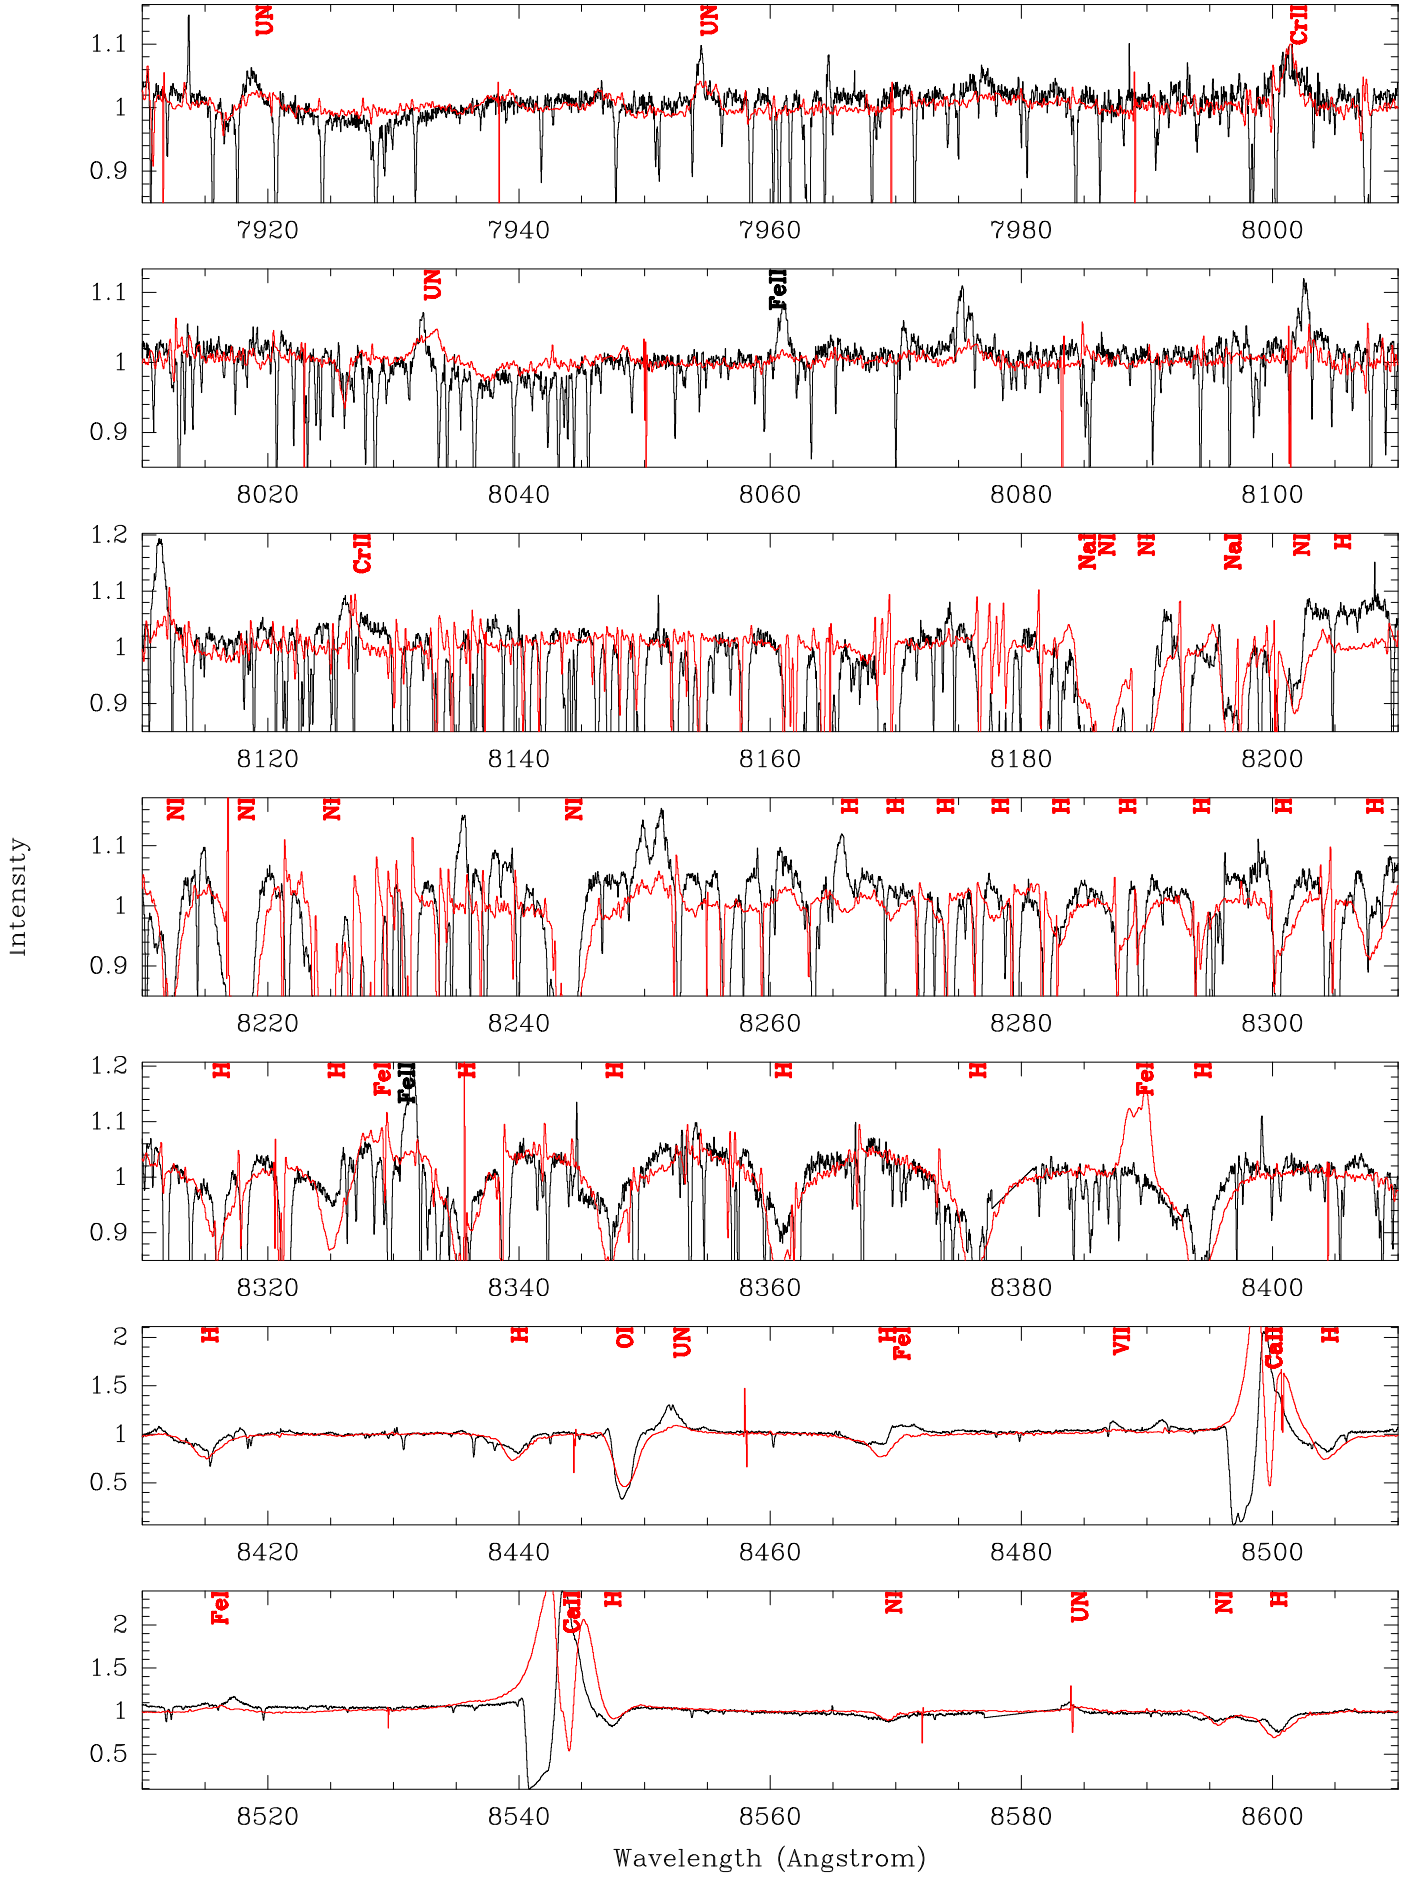 UN UN CrII
1.1
1
0.9
7920 7940 7960 7980 8000
UN FeII
1.1
1
0.9
8020 8040 8060 8080 8100
CrII NaI NI NI NaI NI H
1.2
1.1
1
0.9
8120 8140 8160 8180 8200
NI NI NI NI H H H H H H H H H
1.1
1
0.9
8220 8240 8260 8280 8300
H H FeI FeII H H H H FeI H
1.2
1.1
1
0.9
8320 8340 8360 8380 8400
H H OI UN H FeI VII CaII H
2
1.5
1
0.5
8420 8440 8460 8480 8500
FeI CaII H NI UN NI H
2
1.5
1
0.5
8520 8540 8560 8580 8600
Intensity
Wavelength (Angstrom)